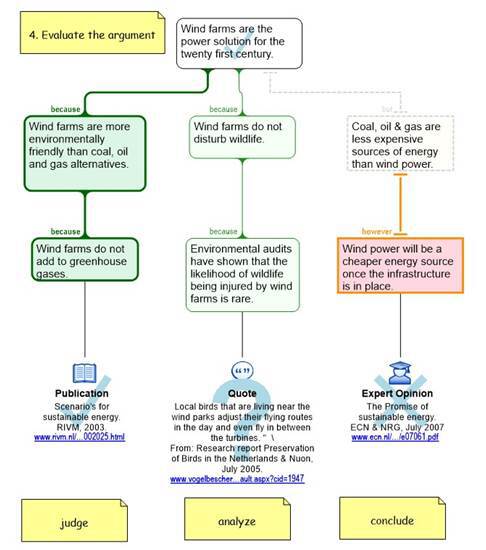 4. Evaluate the argument
Wind farms are the
power solution for the
twenty first century.
because
Wind farms are more
environmentally
friendly than coal, oil
and gas alternatives.
because
Wind farms do not
disturb wildlife.
but
Coal, oil & gas are
less expensive
sources of energy
than wind power.
because
Wind farms do not
add to greenhouse
gases.
because
Environmental audits
have shown that the
likelihood of wildlife
being injured by wind
farms is rare.
however
Wind power will be a
cheaper energy source
once the infrastructure
is in place.
Publication
Scenario's for
sustainable energy.
RIVM, 2003.
www.rivm.nl/...002025.html
Quote
Local birds that are living near the
wind parks adjust their flying routes
in the day and even fly in between
the turbines. " \
From: Research report Preservation
of Birds in the Netherlands & Nuon,
July 2005.
www.vogelbescher...ault.aspx?cid=1947
Expert Opinion
The Promise of
sustainable energy.
ECN & NRG, July 2007
www.ecn.nl/.../e07061.pdf
judge
analyze
conclude